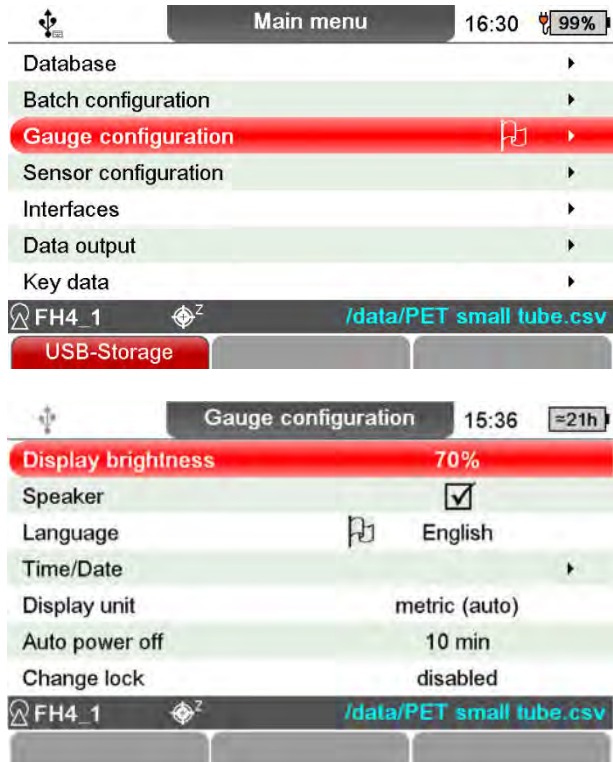 Main menu 16:30 99%
Database
Batch configuration
Gauge configuration
Sensor configuration
Interfaces
Data output
Key data
FH4_1 Z /data/PET small tube.csv
USB-Storage
Gauge configuration 15:36 ≈21h
Display brightness 70%
Speaker
Language English
Time/Date
Display unit metric (auto)
Auto power off 10 min
Change lock disabled
FH4_1 Z /data/PET small tube.csv